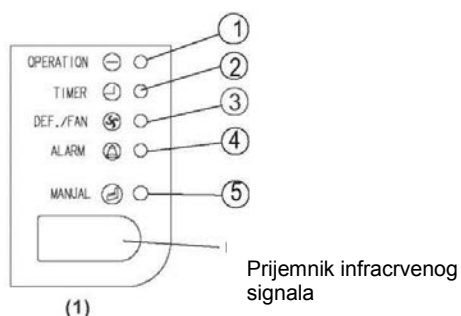 OPERATION 1
TIMER 2
DEF./FAN 3
ALARM 4
MANUAL 5
Prijemnik infracrvenog
signala
(1)